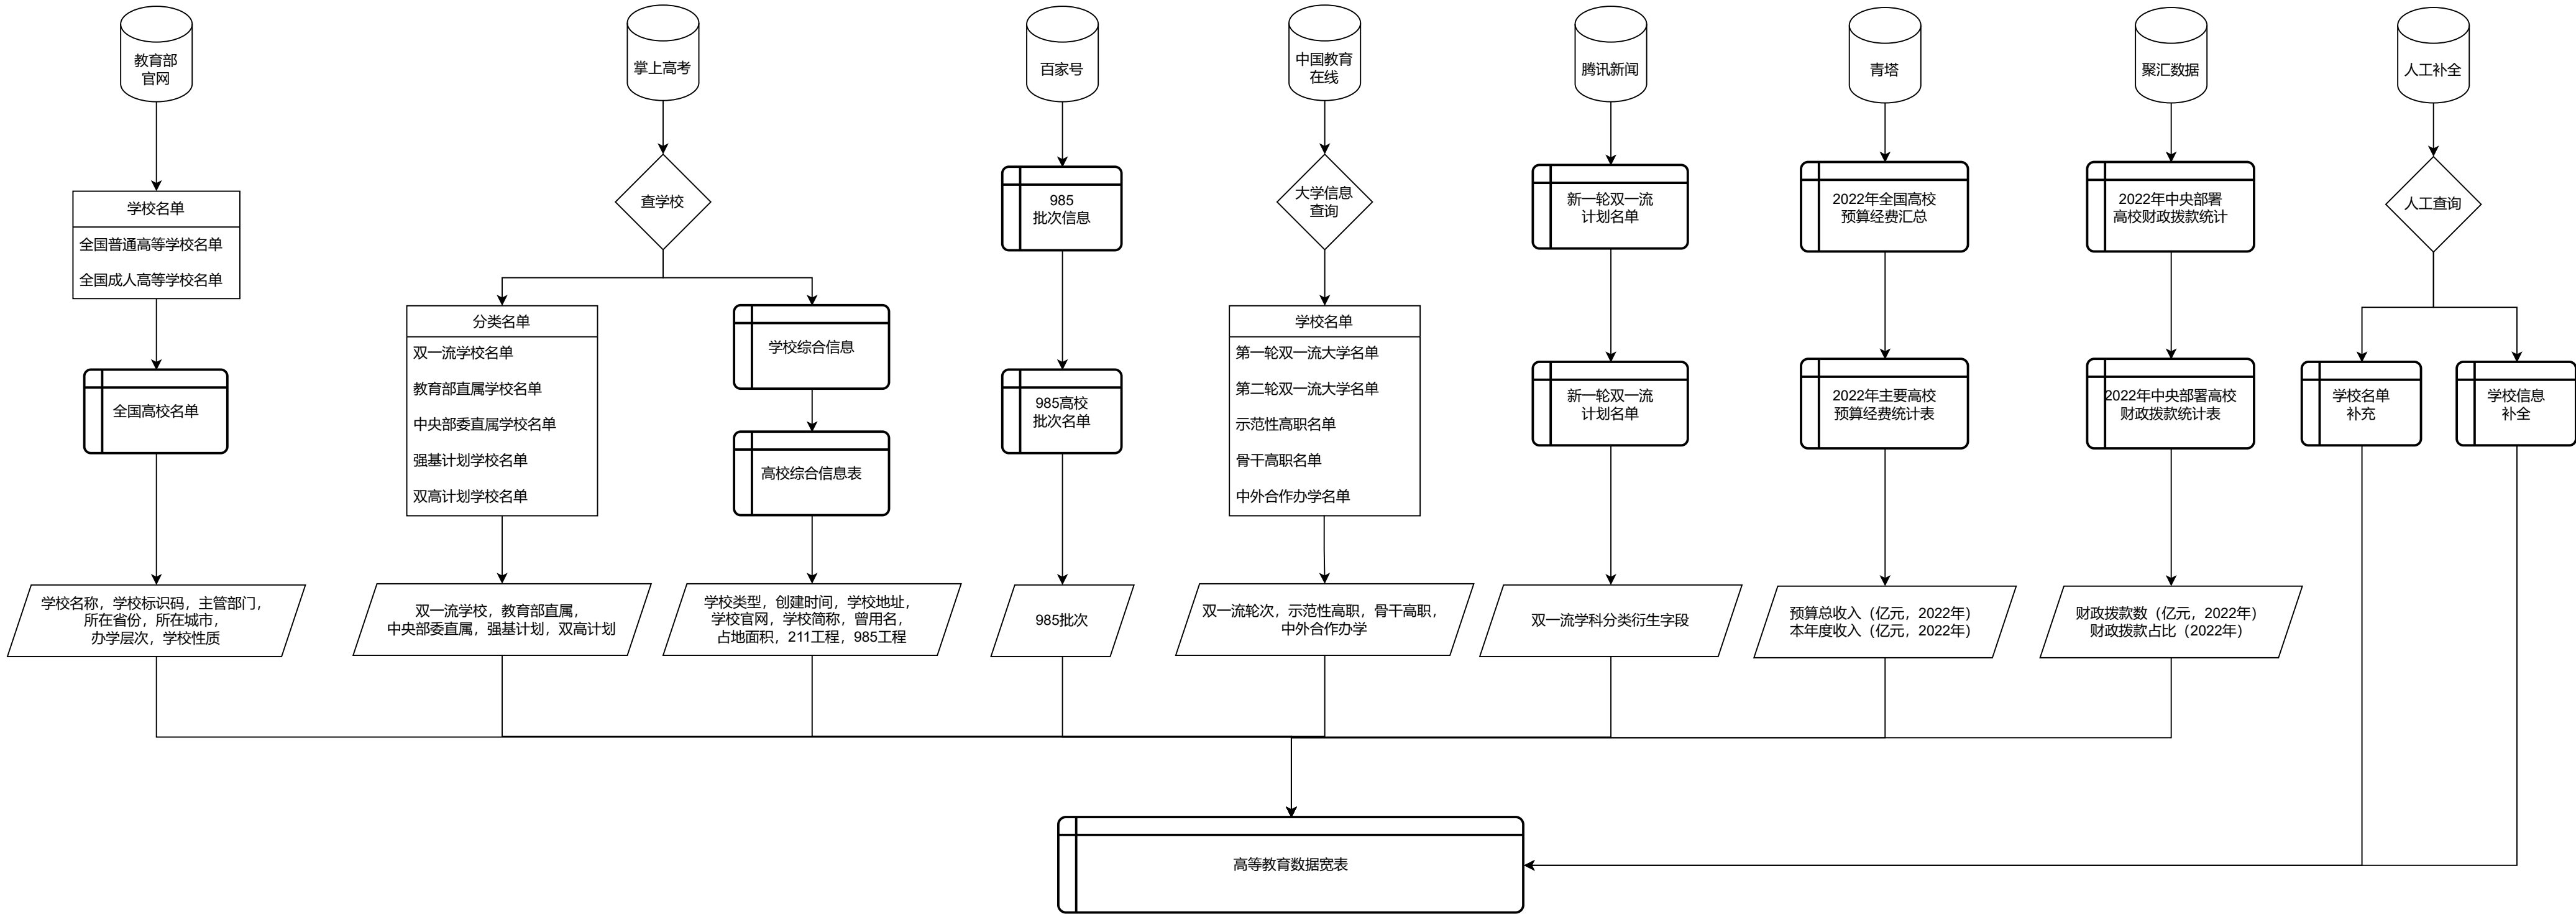 教育部
官网
掌上高考
百家号
中国教育
在线
腾讯新闻
青塔
聚汇数据
人工补全
学校名单
全国普通高等学校名单
全国成人高等学校名单
查学校
985
批次信息
大学信息
查询
新一轮双一流
计划名单
2022年全国高校
预算经费汇总
2022年中央部署
高校财政拨款统计
人工查询
全国高校名单
分类名单
双一流学校名单
教育部直属学校名单
中央部委直属学校名单
强基计划学校名单
双高计划学校名单
学校综合信息
高校综合信息表
985高校
批次名单
学校名单
第一轮双一流大学名单
第二轮双一流大学名单
示范性高职名单
骨干高职名单
中外合作办学名单
新一轮双一流
计划名单
2022年主要高校
预算经费统计表
2022年中央部署高校
财政拨款统计表
学校名单
补充
学校信息
补全
学校名称，学校标识码，主管部门，
所在省份，所在城市，
办学层次，学校性质
双一流学校，教育部直属，
中央部委直属，强基计划，双高计划
学校类型，创建时间，学校地址，
学校官网，学校简称，曾用名，
占地面积，211工程，985工程
985批次
双一流轮次，示范性高职，骨干高职，
中外合作办学
双一流学科分类衍生字段
预算总收入（亿元，2022年）
本年度收入（亿元，2022年）
财政拨款数（亿元，2022年）
财政拨款占比（2022年）
高等教育数据宽表